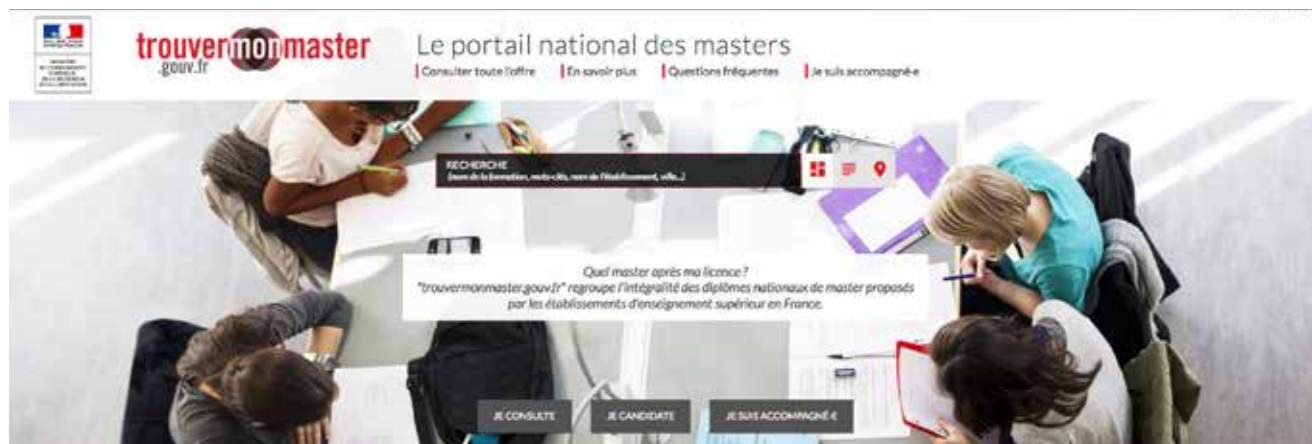 trouvermonmaster
.gouv.fr
Le portail national des masters
Consulter toute l'offre
En savoir plus
Questions fréquentes
Je suis accompagné·e
RECHERCHE
(nom de la formation, mots-clés, nom de l'établissement, ville...)
Quel master après ma licence ?
"trouvermonmaster.gouv.fr" regroupe l'intégralité des diplômes nationaux de master proposés
par les établissements d'enseignement supérieur en France.
JE CONSULTE
JE CANDIDATE
JE SUIS ACCOMPAGNÉ·E